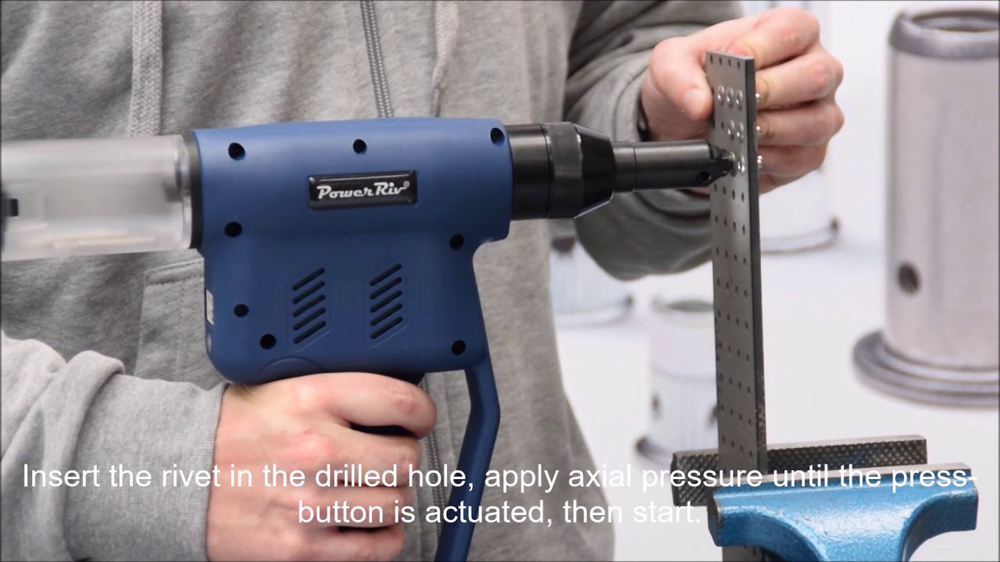 PowerRiv®
Insert the rivet in the drilled hole, apply axial pressure until the press-
button is actuated, then start.